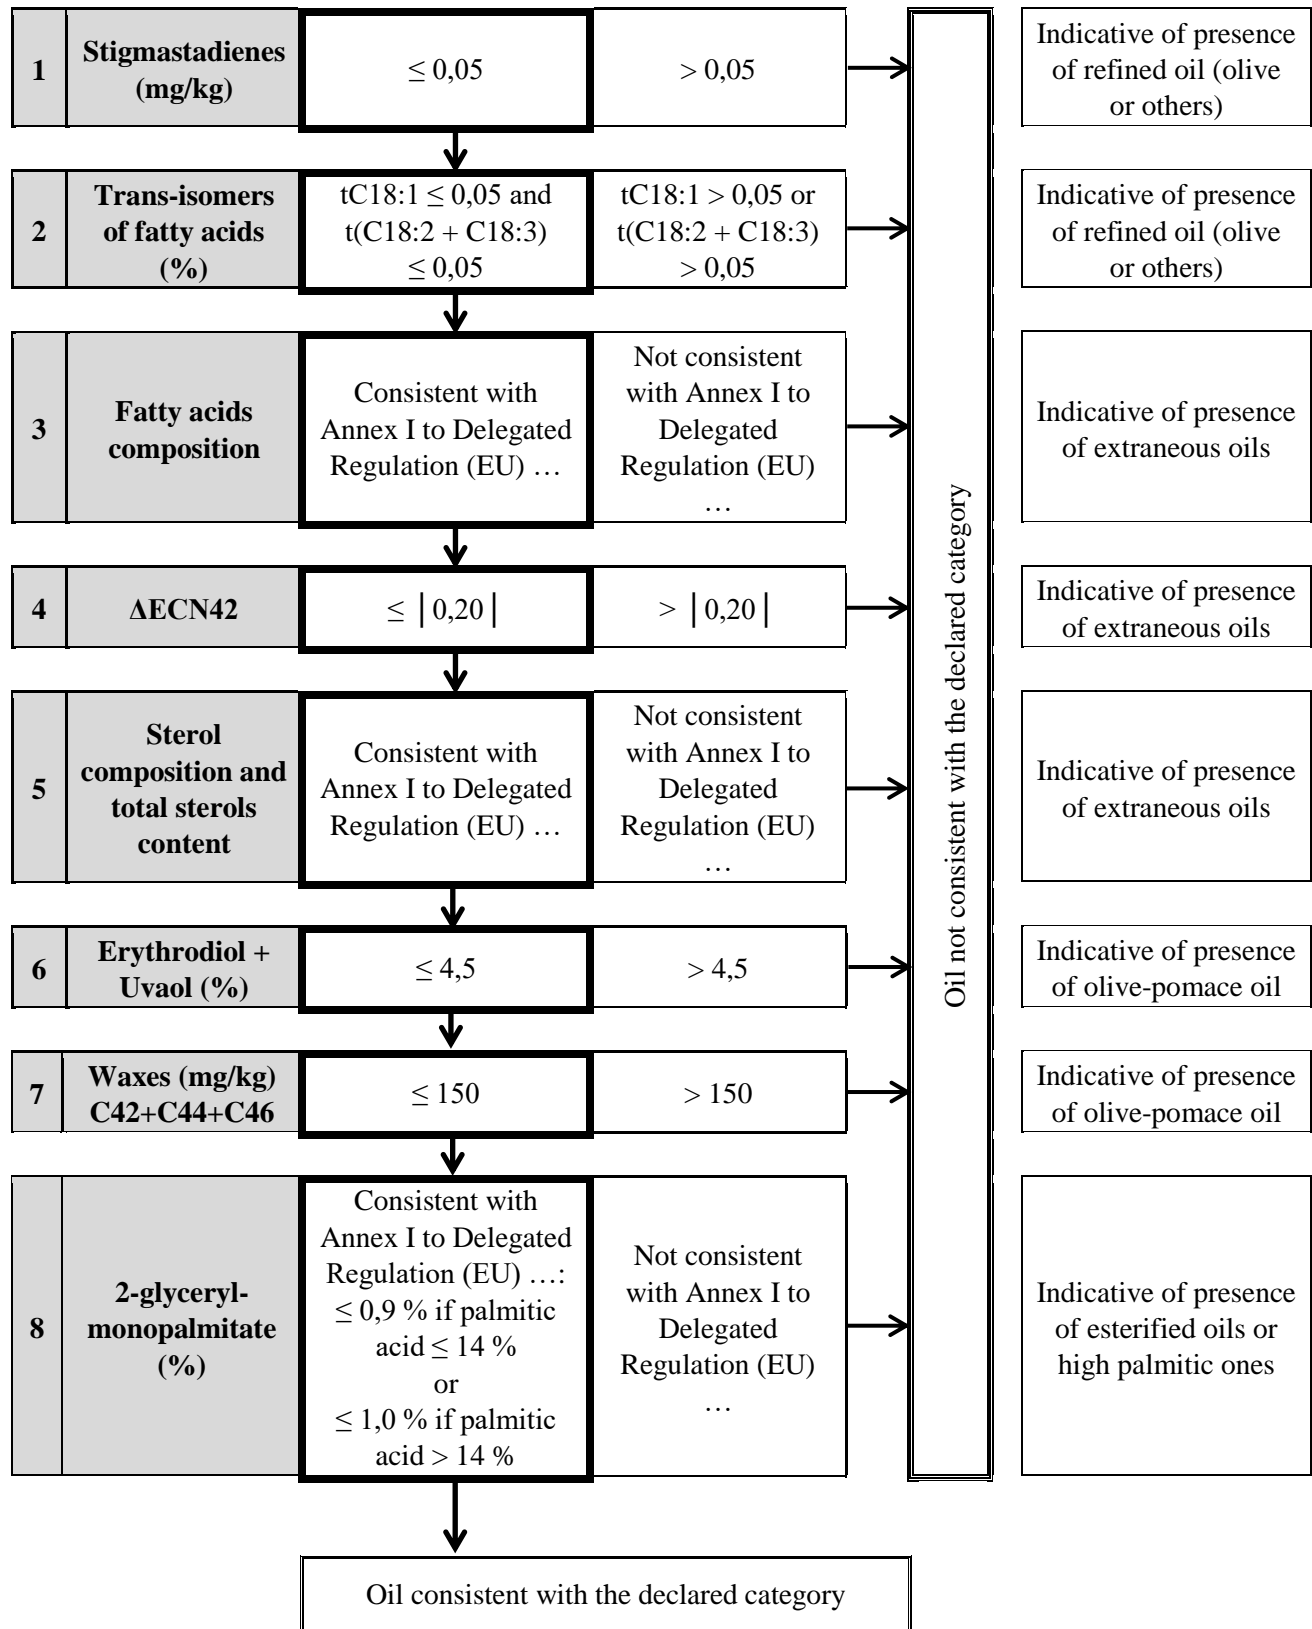 1
Stigmastadienes
(mg/kg)
≤ 0,05
> 0,05
Indicative of presence
of refined oil (olive
or others)
2
Trans-isomers
of fatty acids
(%)
tC18:1 ≤ 0,05 and
t(C18:2 + C18:3)
≤ 0,05
tC18:1 > 0,05 or
t(C18:2 + C18:3)
> 0,05
Indicative of presence
of refined oil (olive
or others)
3
Fatty acids
composition
Consistent with
Annex I to Delegated
Regulation (EU) …
Not consistent
with Annex I to
Delegated
Regulation (EU)
…
Indicative of presence
of extraneous oils
4
ΔECN42
≤ |0,20|
> |0,20|
Indicative of presence
of extraneous oils
5
Sterol
composition and
total sterols
content
Consistent with
Annex I to Delegated
Regulation (EU) …
Not consistent
with Annex I to
Delegated
Regulation (EU)
…
Indicative of presence
of extraneous oils
6
Erythrodiol +
Uvaol (%)
≤ 4,5
> 4,5
Indicative of presence
of olive-pomace oil
7
Waxes (mg/kg)
C42+C44+C46
≤ 150
> 150
Indicative of presence
of olive-pomace oil
8
2-glyceryl-
monopalmitate
(%)
Consistent with
Annex I to Delegated
Regulation (EU) …:
≤ 0,9 % if palmitic
acid ≤ 14 %
or
≤ 1,0 % if palmitic
acid > 14 %
Not consistent
with Annex I to
Delegated
Regulation (EU)
…
Indicative of presence
of esterified oils or
high palmitic ones
Oil not consistent with the declared category
Oil consistent with the declared category